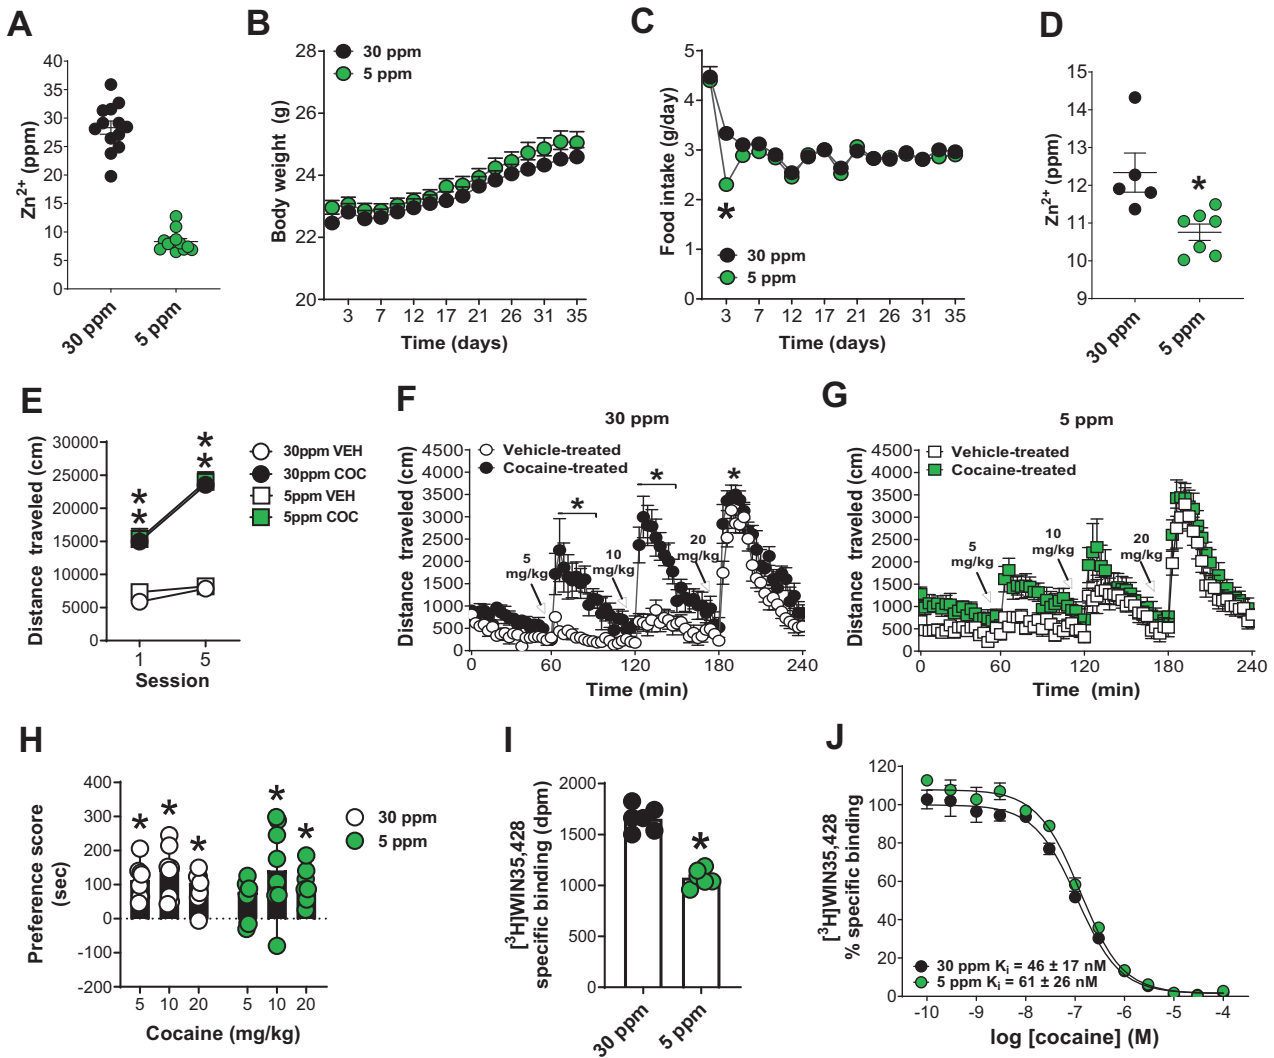 A
Zn2+ (ppm)
40
35
30
25
20
15
10
5
0
30 ppm
5 ppm
B
Body weight (g)
28
26
24
22
20
30 ppm
5 ppm
3 7 12 17 21 26 31 35
Time (days)
C
Food intake (g/day)
5
4
3
2
1
0
*
30 ppm
5 ppm
3 7 12 17 21 26 31 35
Time (days)
D
Zn2+ (ppm)
15
14
13
12
11
10
9
*
30 ppm
5 ppm
E
Distance traveled (cm)
30000
25000
20000
15000
10000
5000
0
*
*
*
*
1 5
Session
30ppm VEH
30ppm COC
5ppm VEH
5ppm COC
F
30 ppm
Distance traveled (cm)
4500
4000
3500
3000
2500
2000
1500
1000
500
0
Vehicle-treated
Cocaine-treated
* * *
5
mg/kg
10
mg/kg
20
mg/kg
0 60 120 180 240
Time (min)
G
5 ppm
Distance traveled (cm)
4500
4000
3500
3000
2500
2000
1500
1000
500
0
Vehicle-treated
Cocaine-treated
5
mg/kg
10
mg/kg
20
mg/kg
0 60 120 180 240
Time (min)
H
Preference score
(sec)
400
300
200
100
0
-100
-200
* * * * *
30 ppm
5 ppm
5 10 20 5 10 20
Cocaine (mg/kg)
I
[3H]WIN35,428
specific binding (dpm)
2000
1500
1000
500
0
*
30 ppm
5 ppm
J
[3H]WIN35,428
% specific binding
120
100
80
60
40
20
0
30 ppm Ki = 46 ± 17 nM
5 ppm Ki = 61 ± 26 nM
-10 -9 -8 -7 -6 -5 -4
log [cocaine] (M)